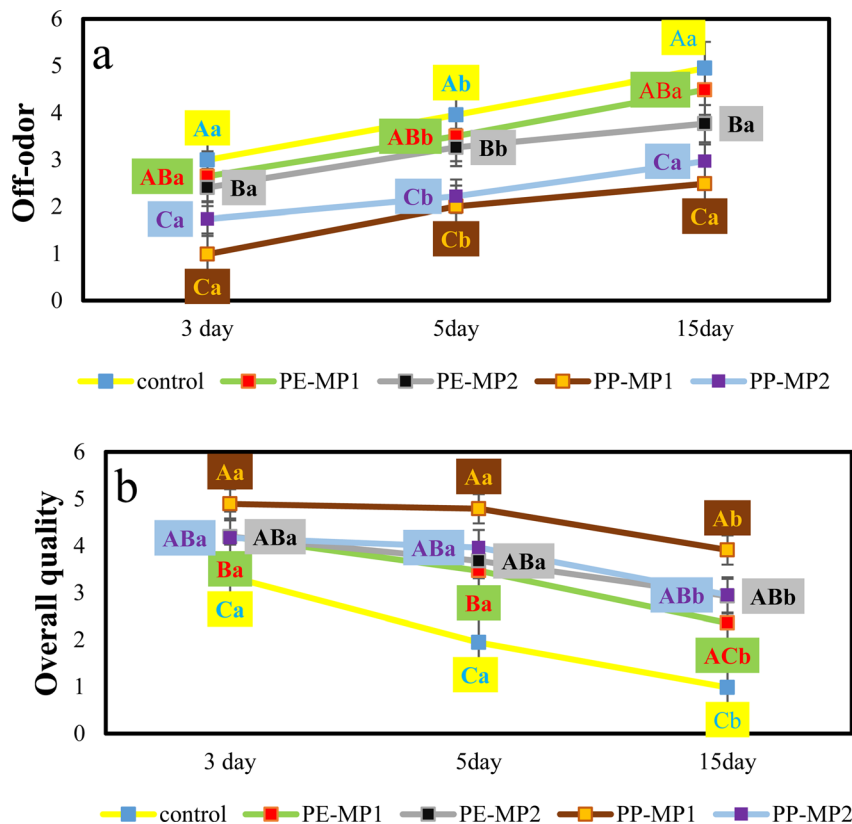 a
Off-odor
6
5
4
3
2
1
0
Aa
Ab
Aa
ABa
ABb
ABa
Ba
Bb
Ba
Ca
Cb
Ca
Ca
Cb
Ca
3 day 5day 15day
control PE-MP1 PE-MP2 PP-MP1 PP-MP2
b
Overall quality
6
5
4
3
2
1
0
Aa
Aa
Ab
ABa
ABa
ABa
ABa
ABb
ABb
Ba
Ba
ACb
Ca
Ca
Cb
3 day 5day 15day
control PE-MP1 PE-MP2 PP-MP1 PP-MP2